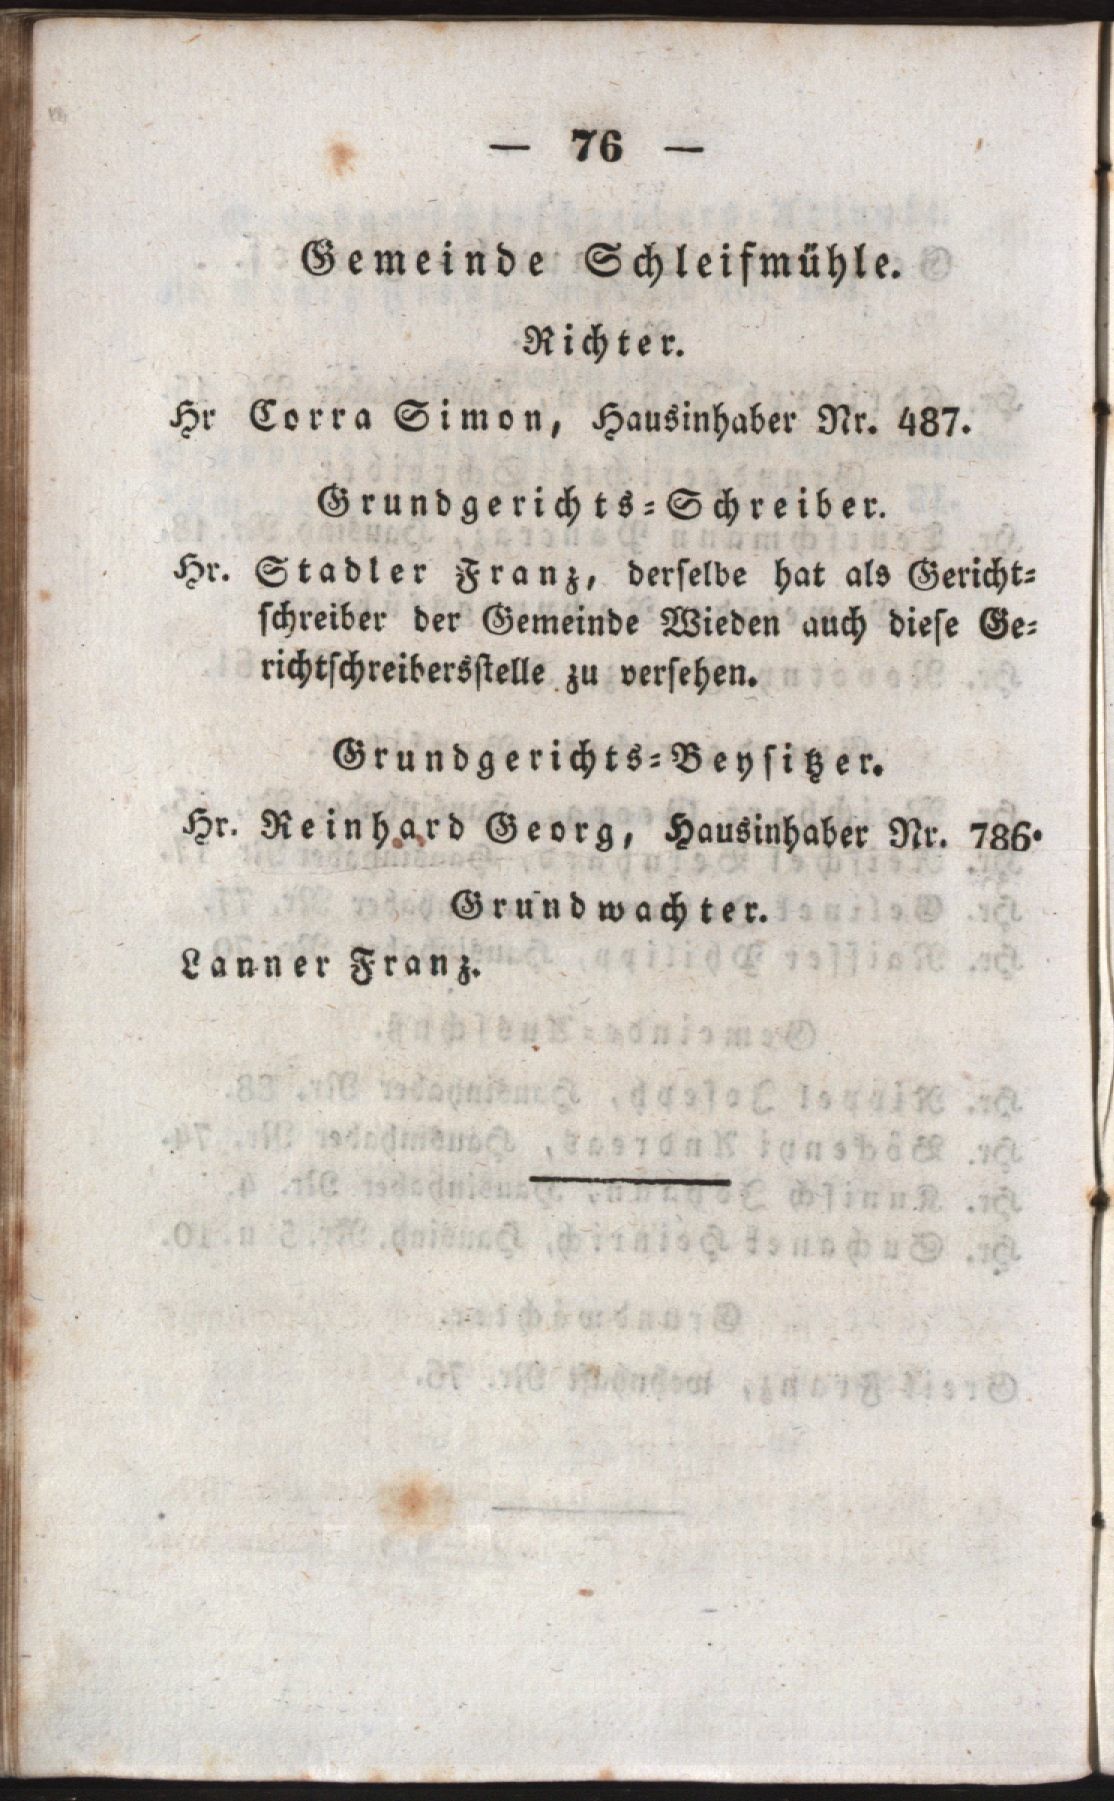 — 76 —
Gemeinde Schleifmühle.
Richter.
Hr Corra Simon, Hausinhaber Nr. 487.
Grundgerichts=Schreiber.
Hr. Stadler Franz, derselbe hat als Gericht=
schreiber der Gemeinde Wieden auch diese Ge=
richtschreibersstelle zu versehen.
Grundgerichts=Beysitzer.
Hr. Reinhard Georg, Hausinhaber Nr. 786.
Grundwachter.
Lanner Franz.